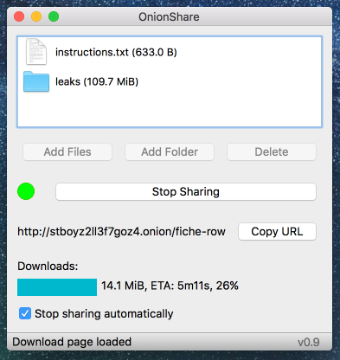 OnionShare
instructions.txt (633.0 B)
leaks (109.7 MiB)
Add Files
Add Folder
Delete
Stop Sharing
http://stboyz2ll3f7goz4.onion/fiche-row
Copy URL
Downloads:
14.1 MiB, ETA: 5m11s, 26%
Stop sharing automatically
Download page loaded
v0.9